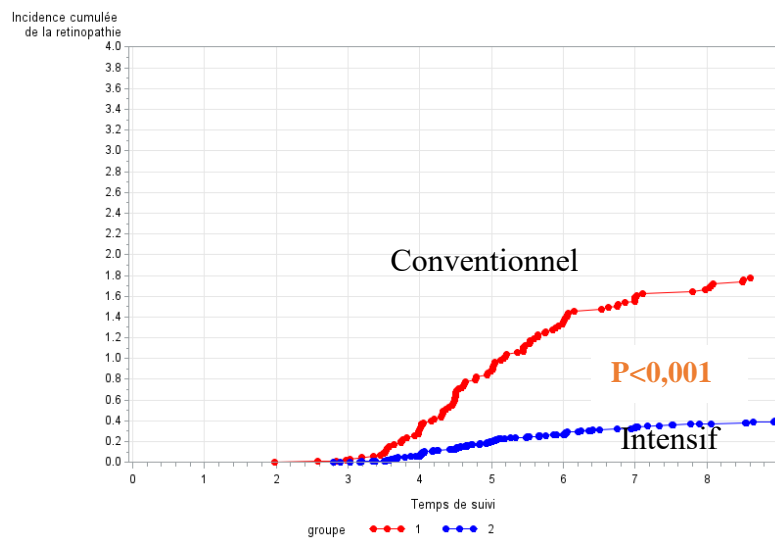 Incidence cumulée
de la retinopathie
4.0
3.8
3.6
3.4
3.2
3.0
2.8
2.6
2.4
2.2
2.0
1.8
1.6
1.4
1.2
1.0
0.8
0.6
0.4
0.2
0.0
Conventionnel
P<0,001
Intensif
0 1 2 3 4 5 6 7 8
Temps de suivi
groupe 1 2